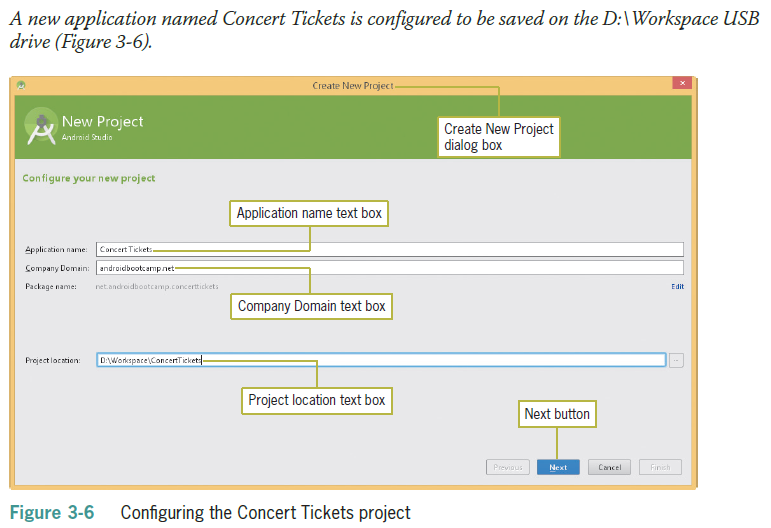 A new application named Concert Tickets is configured to be saved on the D:\Workspace USB
drive (Figure 3-6).
Create New Project
New Project
Android Studio
Create New Project
dialog box
Configure your new project
Application name text box
Application name: Concert Tickets
Company Domain: androidbootcamp.net
Package name: net.androidbootcamp.concerttickets Edit
Company Domain text box
Project location: D:\Workspace\ConcertTickets ...
Project location text box
Next button
Previous Next Cancel Finish
Figure 3-6 Configuring the Concert Tickets project